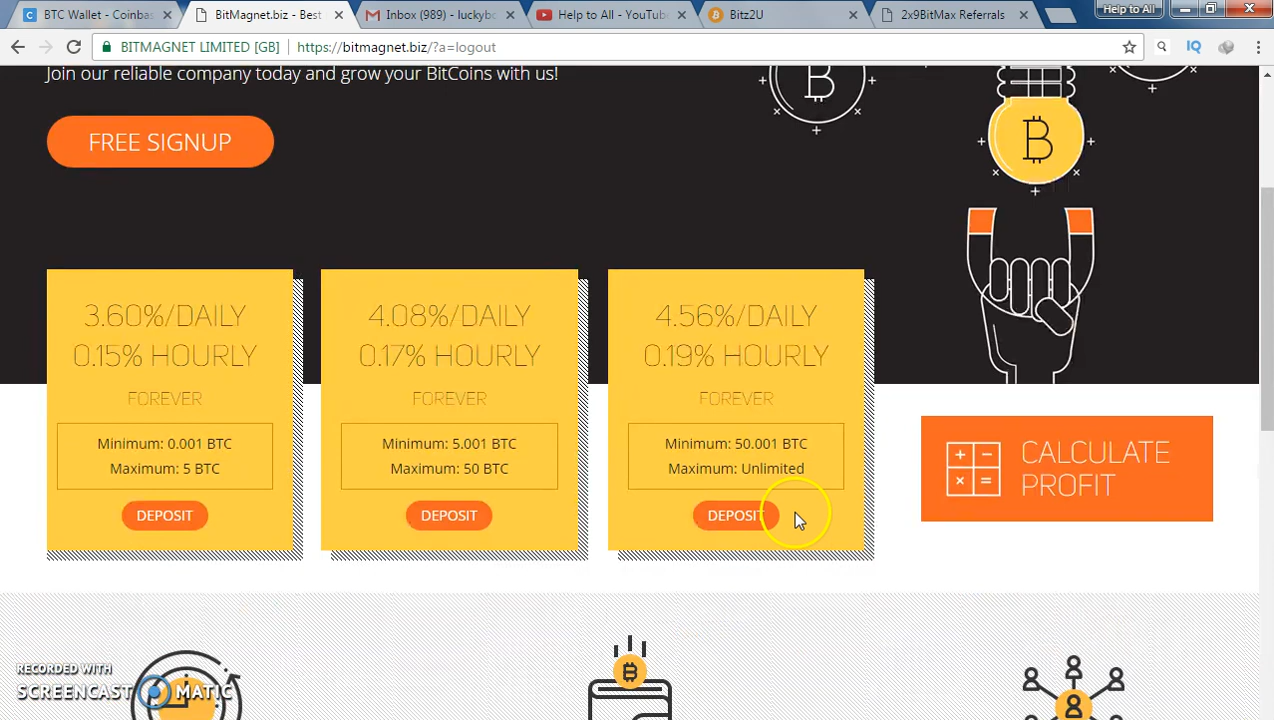 BTC Wallet - Coinbas
BitMagnet.biz - Best
Inbox (989) - luckybo
Help to All - YouTube
Bitz2U
2x9BitMax Referrals
Help to All
BITMAGNET LIMITED [GB]
https://bitmagnet.biz/?a=logout
IQ
Join our reliable company today and grow your BitCoins with us!
FREE SIGNUP
3.60%/DAILY
0.15% HOURLY
FOREVER
Minimum: 0.001 BTC
Maximum: 5 BTC
DEPOSIT
4.08%/DAILY
0.17% HOURLY
FOREVER
Minimum: 5.001 BTC
Maximum: 50 BTC
DEPOSIT
4.56%/DAILY
0.19% HOURLY
FOREVER
Minimum: 50.001 BTC
Maximum: Unlimited
DEPOSIT
CALCULATE
PROFIT
RECORDED WITH
SCREENCAST MATIC